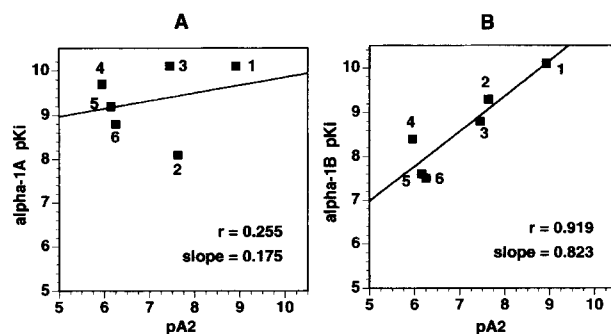 A
alpha-1A pKi
10
9
8
7
6
5
4
3
1
5
6
2
r = 0.255
slope = 0.175
5 6 7 8 9 10
pA2
B
alpha-1B pKi
10
9
8
7
6
5
1
2
3
4
5
6
r = 0.919
slope = 0.823
5 6 7 8 9 10
pA2